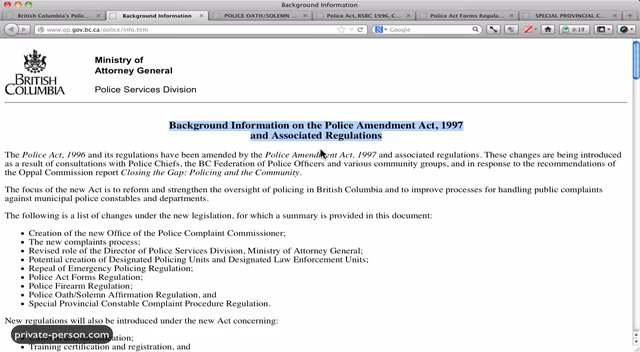 Background Information
British Columbia's Polic...
Background Information
POLICE OATH/SOLEMN ...
Police Act, RSBC 1996, C...
Police Act Forms Regula...
SPECIAL PROVINCIAL C...
www.qp.gov.bc.ca/police/info.htm
Google
0:19
BRITISH
COLUMBIA
Ministry of
Attorney General
Police Services Division
Background Information on the Police Amendment Act, 1997
and Associated Regulations
The Police Act, 1996 and its regulations have been amended by the Police Amendment Act, 1997 and associated regulations. These changes are being introduced
as a result of consultations with Police Chiefs, the BC Federation of Police Officers and various community groups, and in response to the recommendations of
the Oppal Commission report Closing the Gap: Policing and the Community.
The focus of the new Act is to reform and strengthen the oversight of policing in British Columbia and to improve processes for handling public complaints
against municipal police constables and departments.
The following is a list of changes under the new legislation, for which a summary is provided in this document:
Creation of the new Office of the Police Complaint Commissioner;
The new complaints process;
Revised role of the Director of Police Services Division, Ministry of Attorney General;
Potential creation of Designated Policing Units and Designated Law Enforcement Units;
Repeal of Emergency Policing Regulation;
Police Act Forms Regulation;
Police Firearm Regulation;
Police Oath/Solemn Affirmation Regulation, and
Special Provincial Constable Complaint Procedure Regulation.
New regulations will also be introduced under the new Act concerning:
private-person.com
Training certification and registration, and